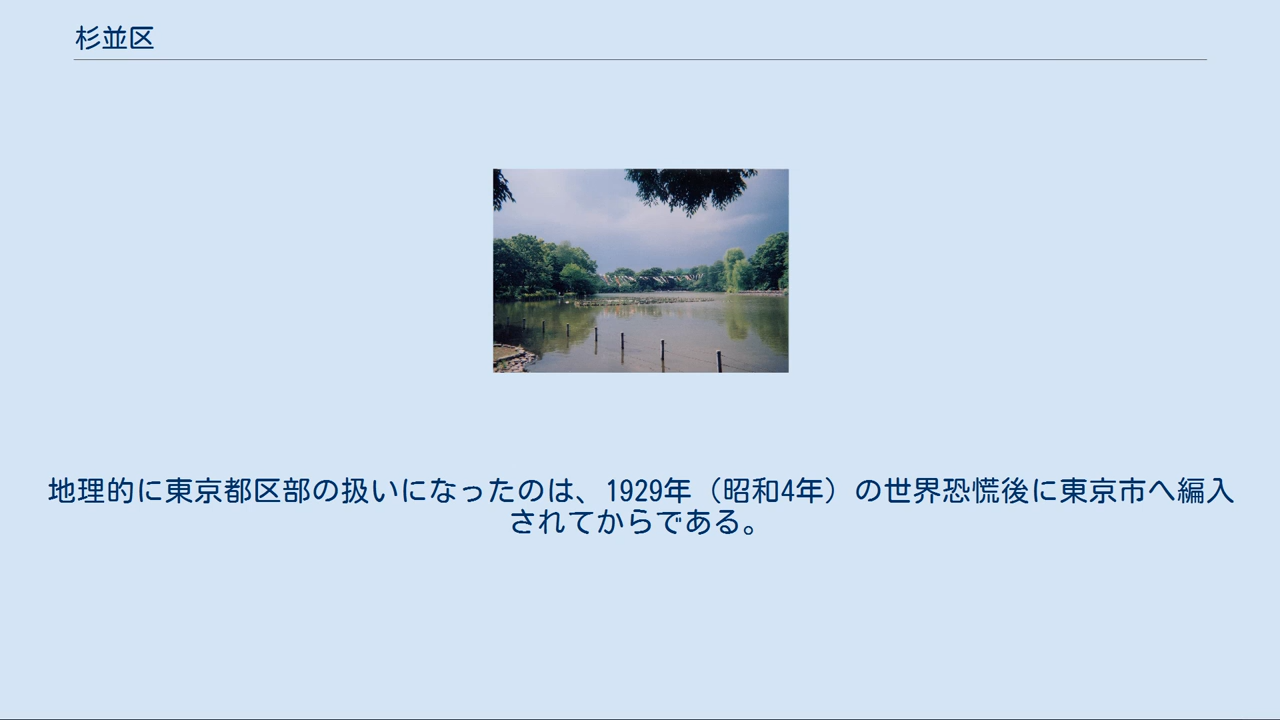 杉並区
地理的に東京都区部の扱いになったのは、1929年（昭和4年）の世界恐慌後に東京市へ編入
されてからである。